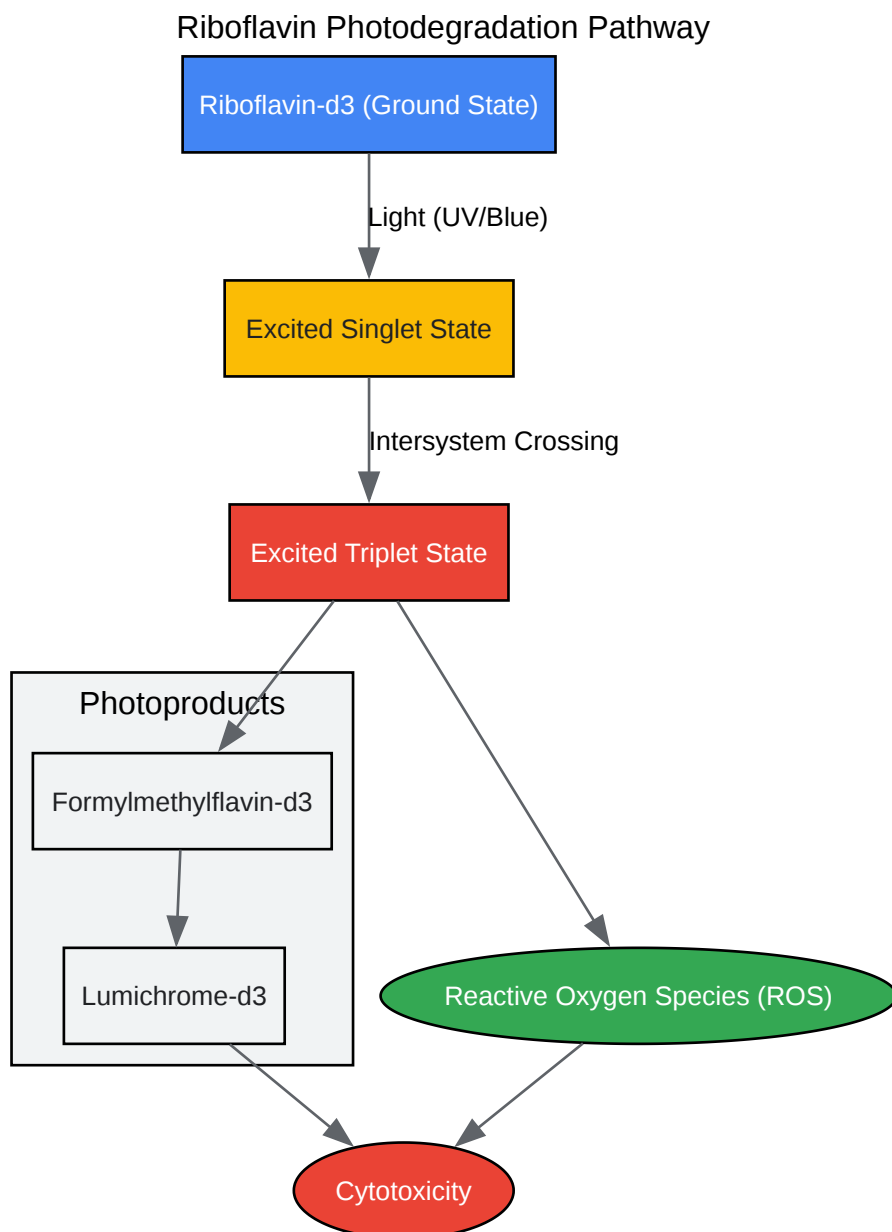 Riboflavin Photodegradation Pathway
Riboflavin-d3 (Ground State)
Light (UV/Blue)
Excited Singlet State
Intersystem Crossing
Excited Triplet State
Photoproducts
Formylmethylflavin-d3
Lumichrome-d3
Reactive Oxygen Species (ROS)
Cytotoxicity